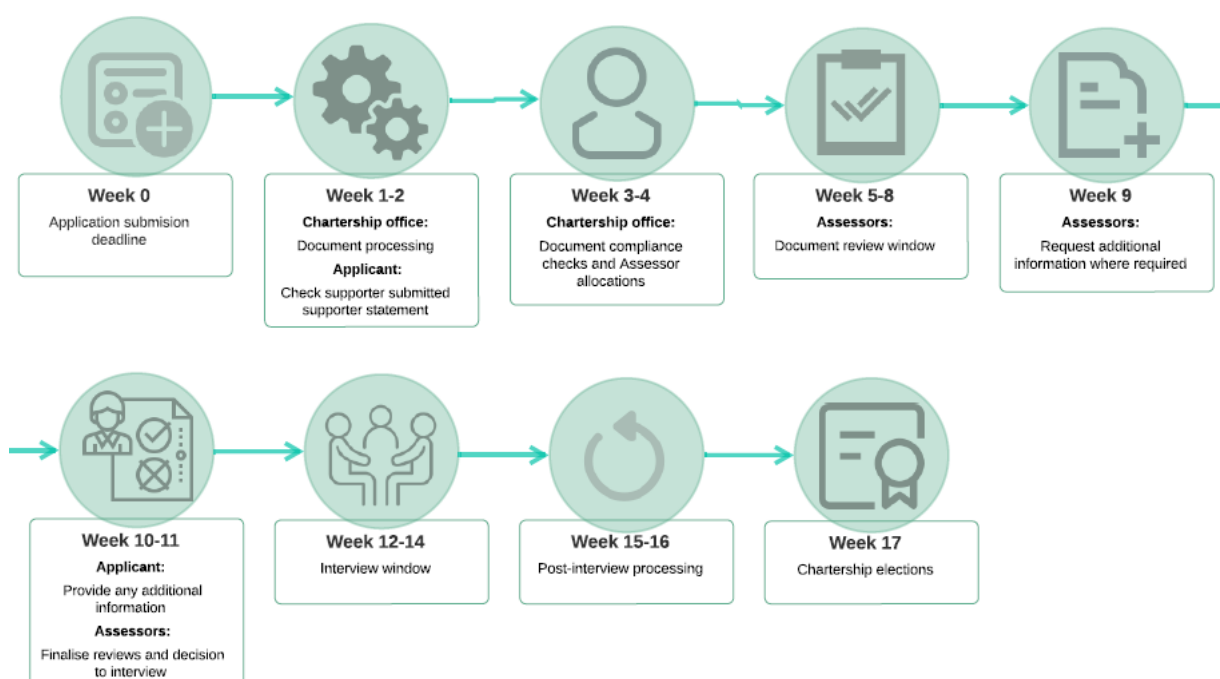 Week 0
Application submision
deadline
Week 1-2
Chartership office:
Document processing
Applicant:
Check supporter submitted
supporter statement
Week 3-4
Chartership office:
Document compliance
checks and Assessor
allocations
Week 5-8
Assessors:
Document review window
Week 9
Assessors:
Request additional
information where required
Week 10-11
Applicant:
Provide any additional
information
Assessors:
Finalise reviews and decision
to interview
Week 12-14
Interview window
Week 15-16
Post-interview processing
Week 17
Chartership elections